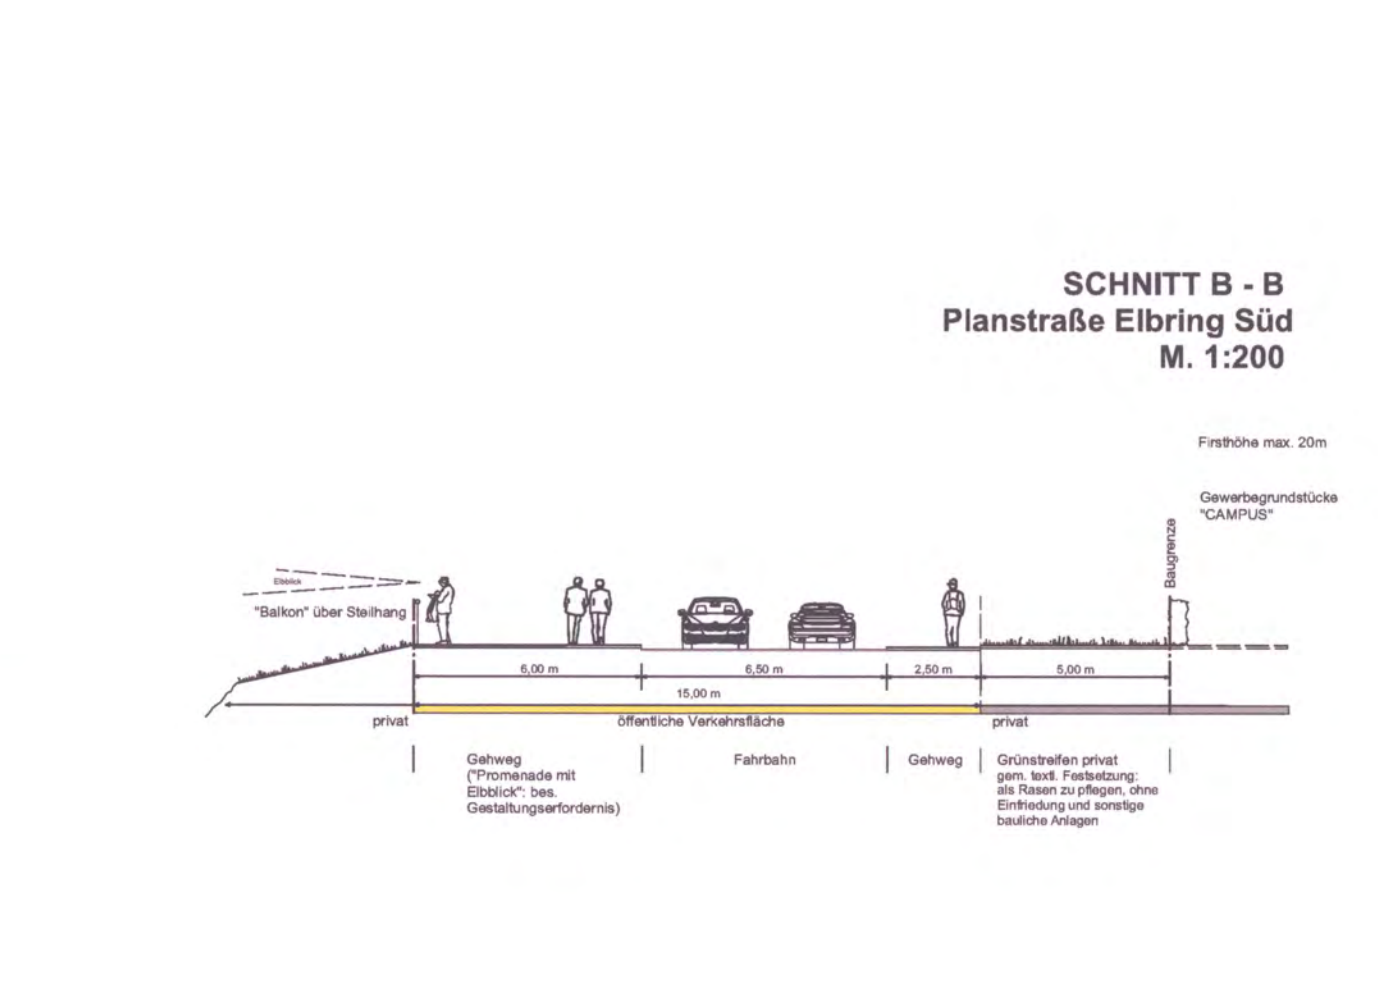 SCHNITT B - B
Planstraße Elbring Süd
M. 1:200
Firsthöhe max. 20m
Gewerbegrundstücke
"CAMPUS"
Baugrenze
Elbblick
"Balkon" über Steilhang
6,00 m
6,50 m
2,50 m
5,00 m
15,00 m
privat
öffentliche Verkehrsfläche
privat
Gehweg
("Promenade mit
Elbblick": bes.
Gestaltungserfordernis)
Fahrbahn
Gehweg
Grünstreifen privat
gem. textl. Festsetzung:
als Rasen zu pflegen, ohne
Einfriedung und sonstige
bauliche Anlagen